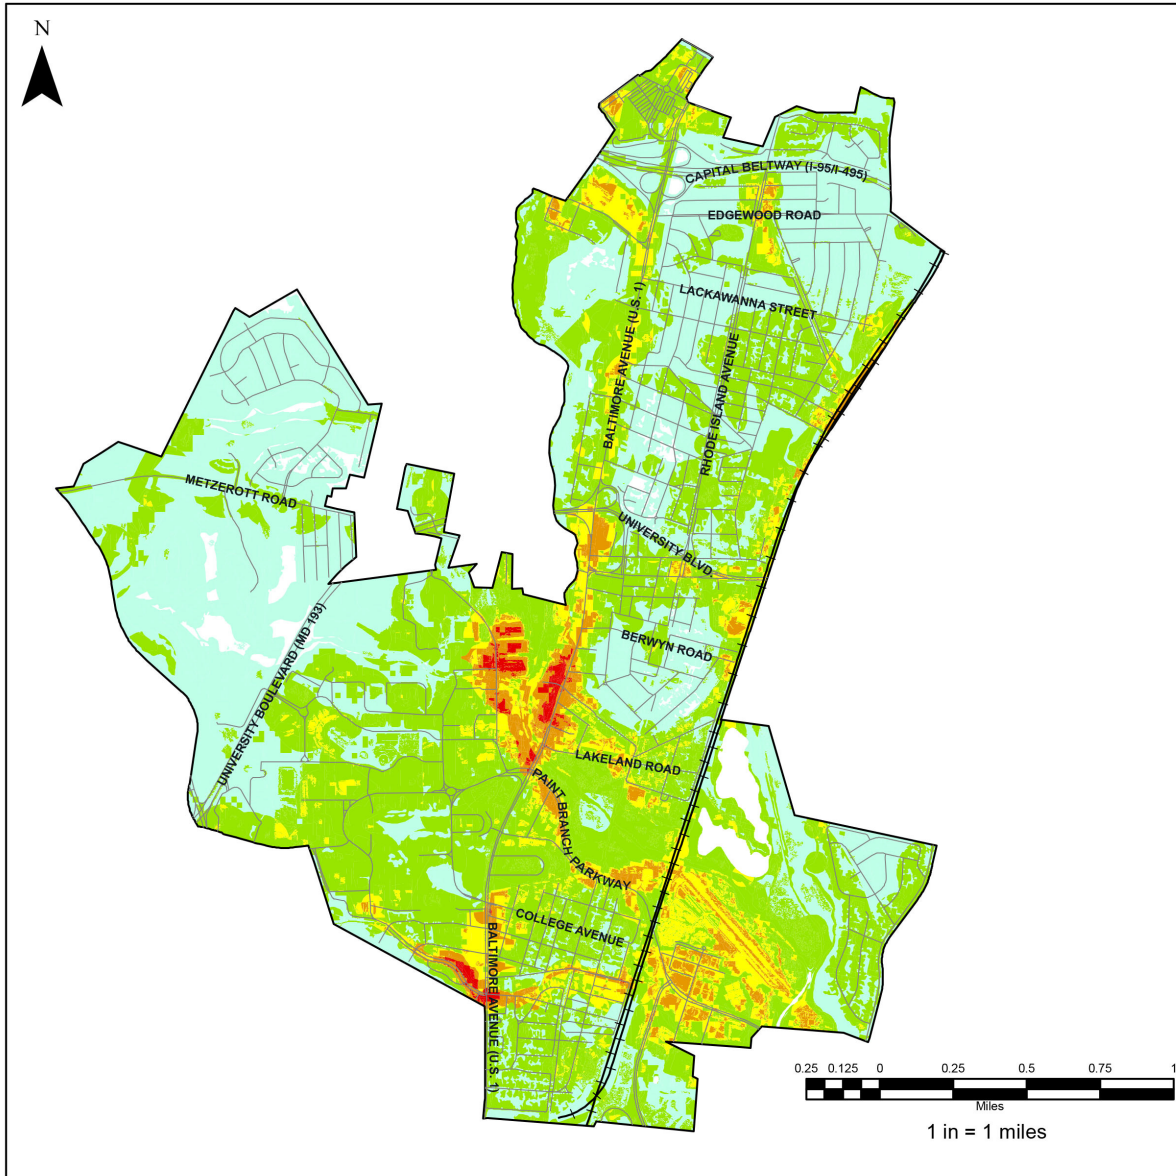 N
CAPITAL BELTWAY (I-95/I-495)
EDGEWOOD ROAD
LACKAWANNA STREET
BALTIMORE AVENUE (U.S. 1)
RHODE ISLAND AVENUE
METZEROTT ROAD
UNIVERSITY BLVD.
UNIVERSITY BOULEVARD (MD 193)
BERWYN ROAD
LAKELAND ROAD
PAINT BRANCH PARKWAY
COLLEGE AVENUE
BALTIMORE AVENUE (U.S. 1)
0.25 0.125 0 0.25 0.5 0.75 1
Miles
1 in = 1 miles